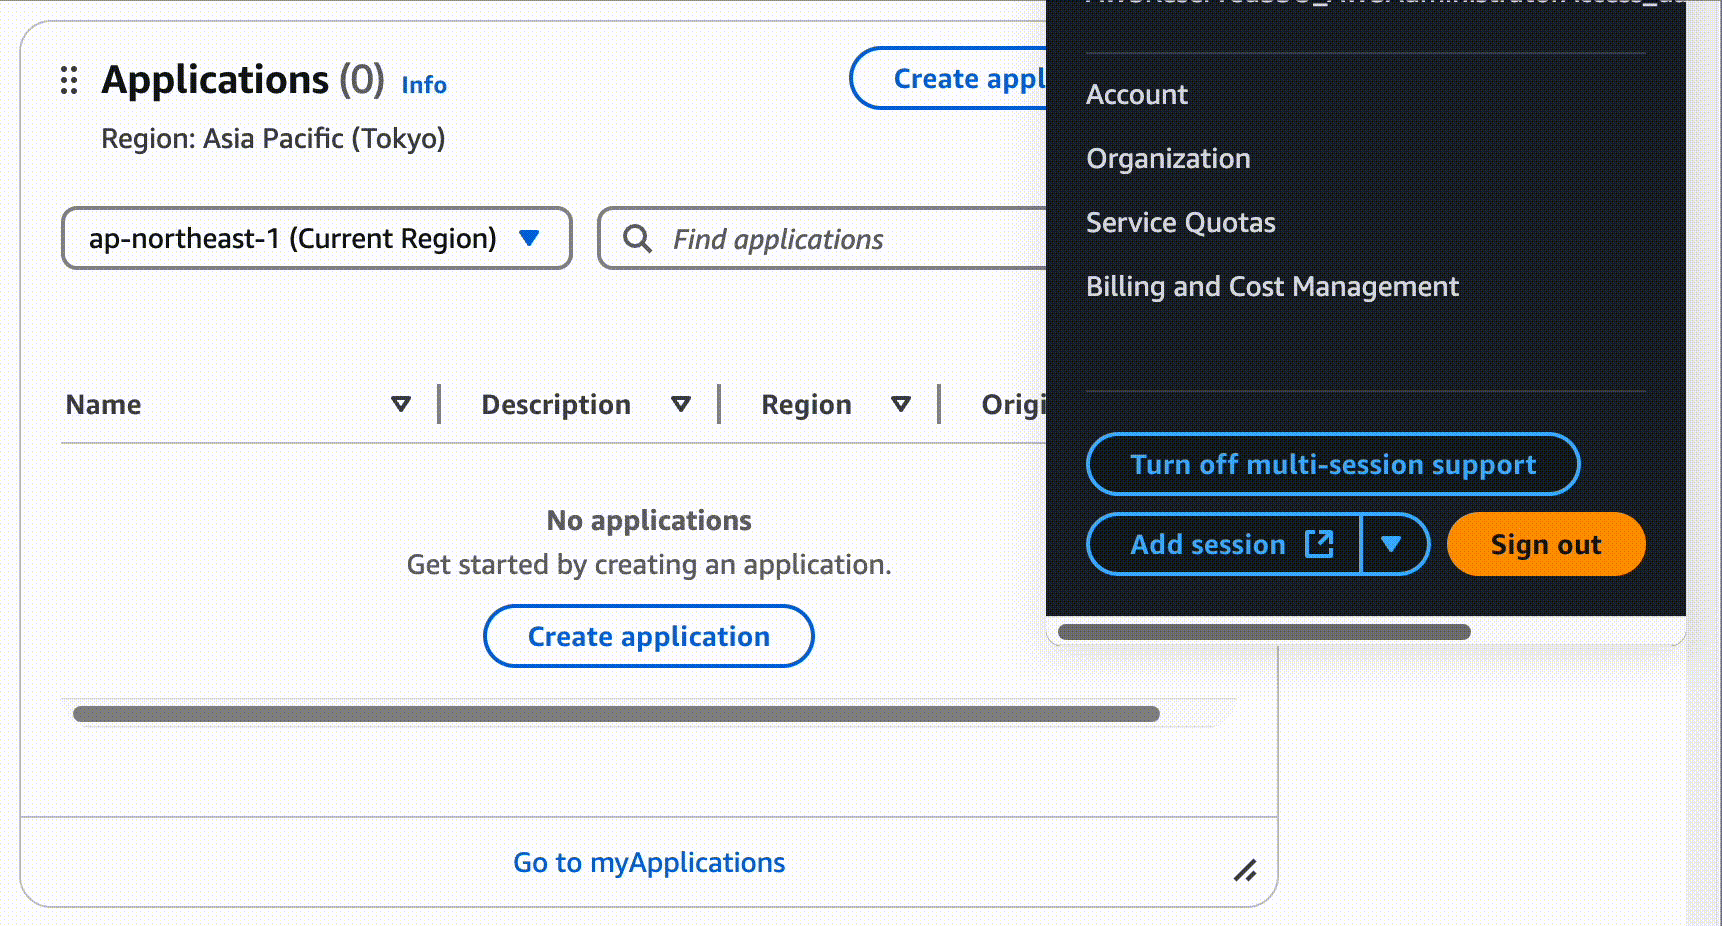 Applications (0) Info
Create appl
Region: Asia Pacific (Tokyo)
ap-northeast-1 (Current Region)
Find applications
Name
Description
Region
Origi
No applications
Get started by creating an application.
Create application
Go to myApplications
Account
Organization
Service Quotas
Billing and Cost Management
Turn off multi-session support
Add session
Sign out